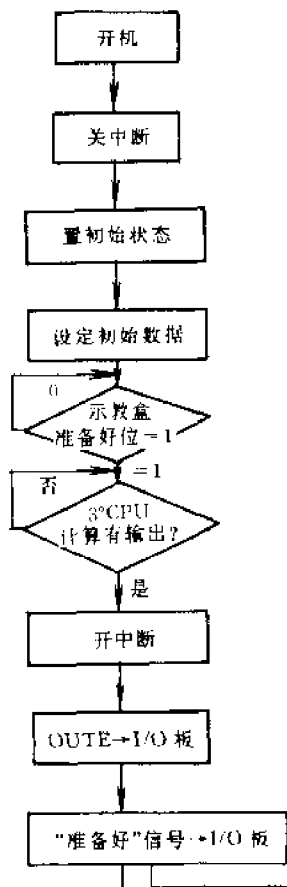 开机
关中断
置初始状态
设定初始数据
0
示教盒
准备好位=1
=1
否
3°CPU
计算有输出?
是
开中断
OUTE→I/O 板
“准备好”信号→I/O 板